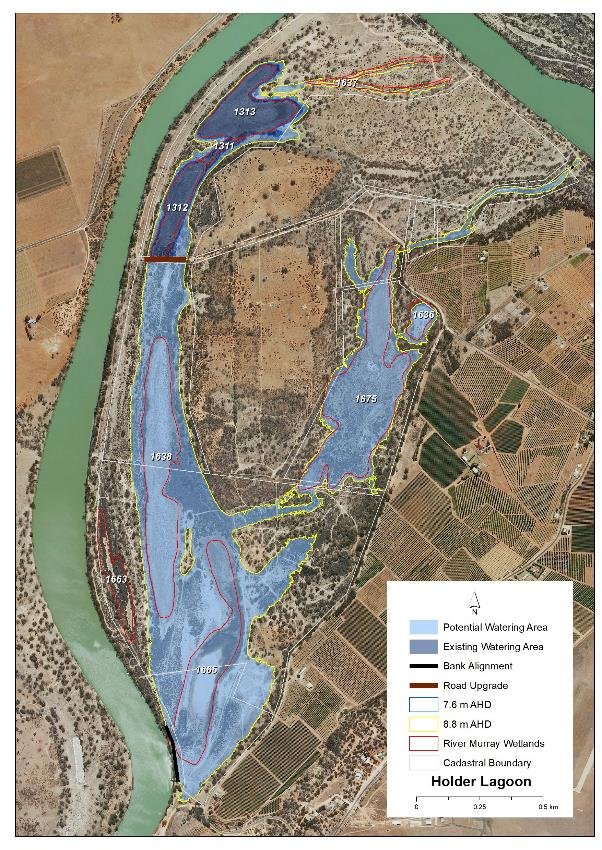 1637
1313
1311
1312
1636
1675
1638
1663
1665
N
Potential Watering Area
Existing Watering Area
Bank Alignment
Road Upgrade
7.6 m AHD
8.8 m AHD
River Murray Wetlands
Cadastral Boundary
Holder Lagoon
0 0.25 0.5 km